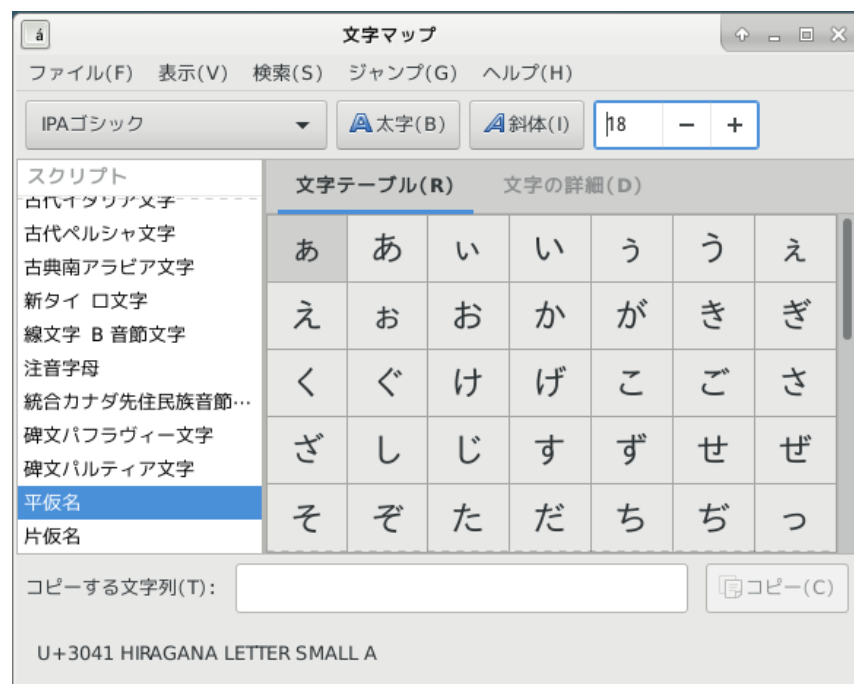 á 文字マップ
ファイル(F) 表示(V) 検索(S) ジャンプ(G) ヘルプ(H)
IPAゴシック 太字(B) 斜体(I) 18
スクリプト
古代イタリア文字
古代ペルシャ文字
古典南アラビア文字
新タイ ロ文字
線文字 B 音節文字
注音字母
統合カナダ先住民族音節…
碑文パフラヴィー文字
碑文パルティア文字
平仮名
片仮名
文字テーブル(R) 文字の詳細(D)
ぁ あ ぃ い ぅ う ぇ
え ぉ お か が き ぎ
く ぐ け げ こ ご さ
ざ し じ す ず せ ぜ
そ ぞ た だ ち ぢ っ
コピーする文字列(T): コピー(C)
U+3041 HIRAGANA LETTER SMALL A